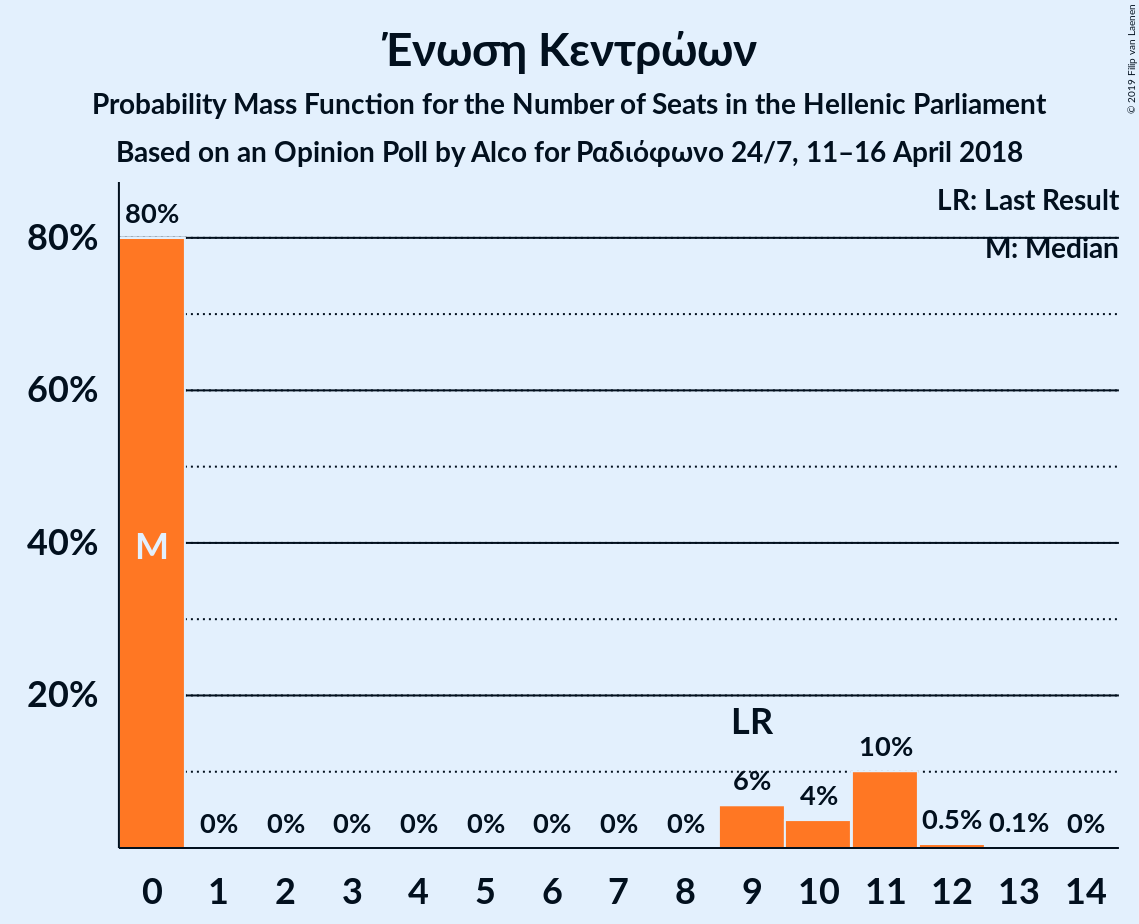 Ένωση Κεντρώων
Probability Mass Function for the Number of Seats in the Hellenic Parliament
Based on an Opinion Poll by Alco for Ραδιόφωνο 24/7, 11–16 April 2018
© 2019 Filip van Laenen
LR: Last Result
M: Median
80%
80%
60%
40%
20%
M
LR
0% 0% 0% 0% 0% 0% 0% 0% 6% 4% 10% 0.5% 0.1% 0%
0 1 2 3 4 5 6 7 8 9 10 11 12 13 14